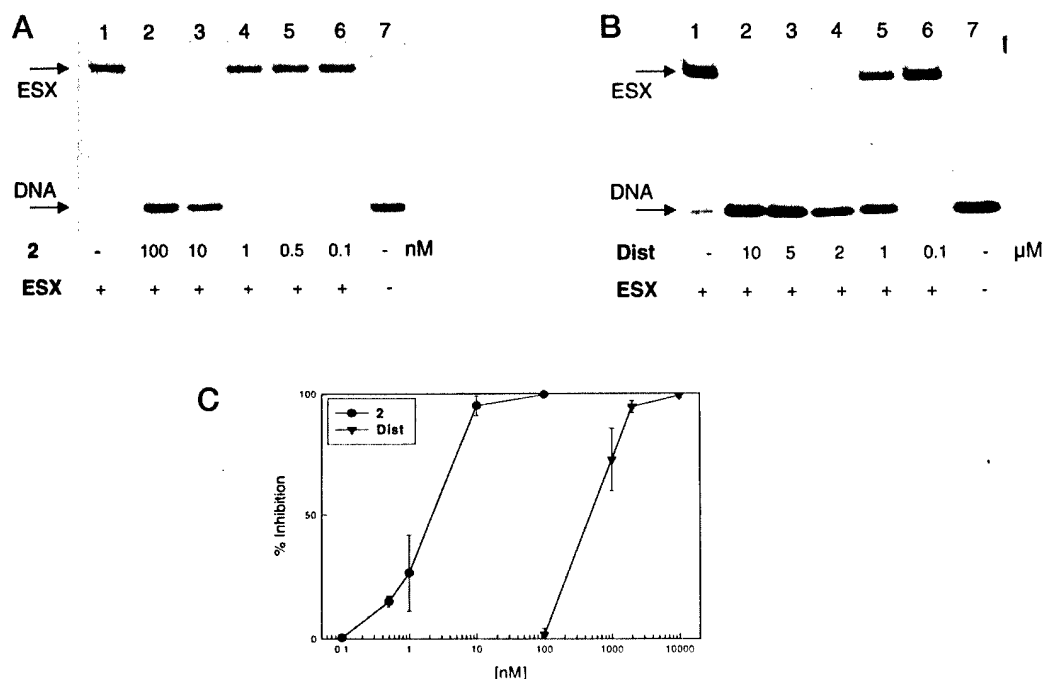 A
1 2 3 4 5 6 7
ESX
DNA
2 - 100 10 1 0.5 0.1 - nM
ESX + + + + + + -
B
1 2 3 4 5 6 7
ESX
DNA
Dist - 10 5 2 1 0.1 - µM
ESX + + + + + + -
C
2
Dist
% Inhibition
100
50
0
0 1 1 10 100 1000 10000
[nM]